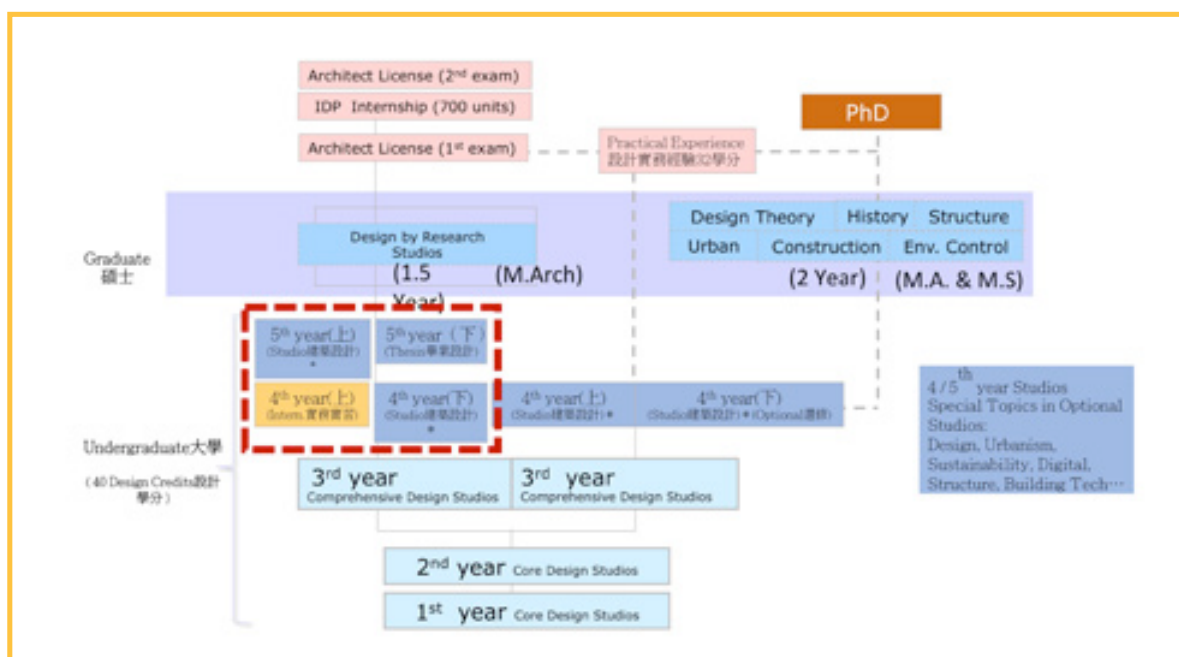 Architect License (2nd exam)
IDP Internship (700 units)
Architect License (1st exam)
Practical Experience
設計實務經驗32學分
PhD
Graduate
碩士
Design by Research
Studios
(1.5
Year)
(M.Arch)
Design Theory
History
Structure
Urban
Construction
Env. Control
(2 Year)
(M.A. & M.S)
5th year(上)
(Studio建築設計)
*
5th year (下)
(Thesis畢業設計)
4th year(上)
(Intern.實務實習)
4th year(下)
(Studio建築設計)
*
4th year(上)
(Studio建築設計)*
4th year(下)
(Studio建築設計)*(Optional選修)
4 / 5th year Studios
Special Topics in Optional
Studios:
Design, Urbanism,
Sustainability, Digital,
Structure, Building Tech…
Undergraduate大學
(40 Design Credits設計
學分)
3rd year
Comprehensive Design Studios
3rd year
Comprehensive Design Studios
2nd year Core Design Studios
1st year Core Design Studios